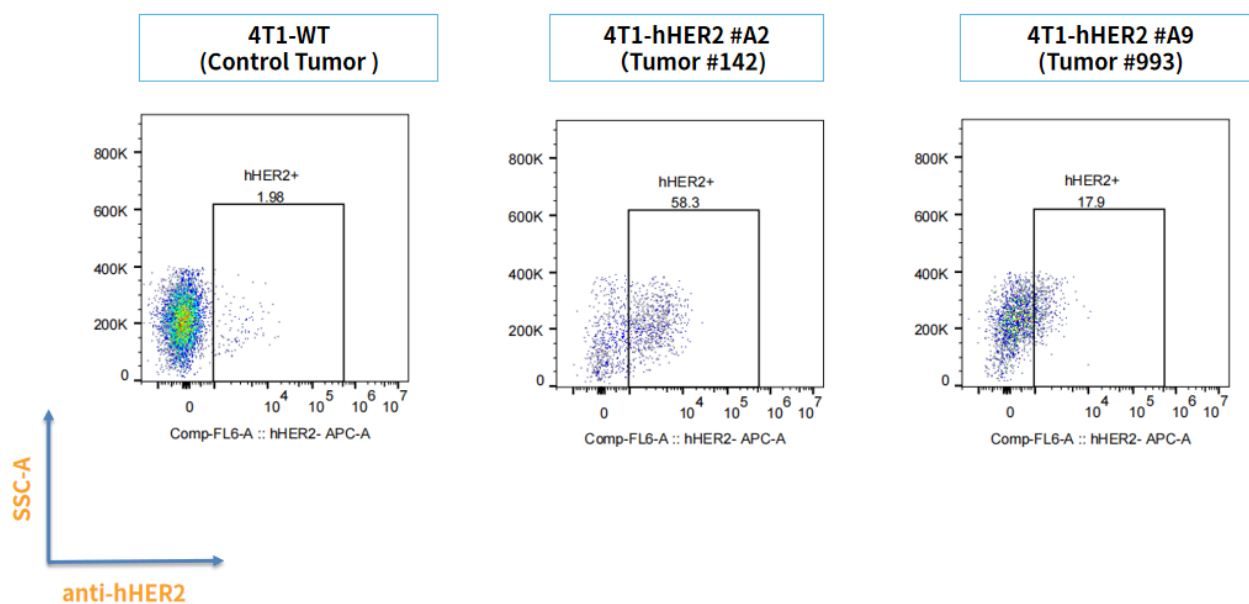 4T1-WT
(Control Tumor )
4T1-hHER2 #A2
(Tumor #142)
4T1-hHER2 #A9
(Tumor #993)
800K
600K
400K
200K
0
hHER2+
1.98
0 10^4 10^5 10^6 10^7
Comp-FL6-A :: hHER2- APC-A
800K
600K
400K
200K
0
hHER2+
58.3
0 10^4 10^5 10^6 10^7
Comp-FL6-A :: hHER2- APC-A
800K
600K
400K
200K
0
hHER2+
17.9
0 10^4 10^5 10^6 10^7
Comp-FL6-A :: hHER2- APC-A
SSC-A
anti-hHER2